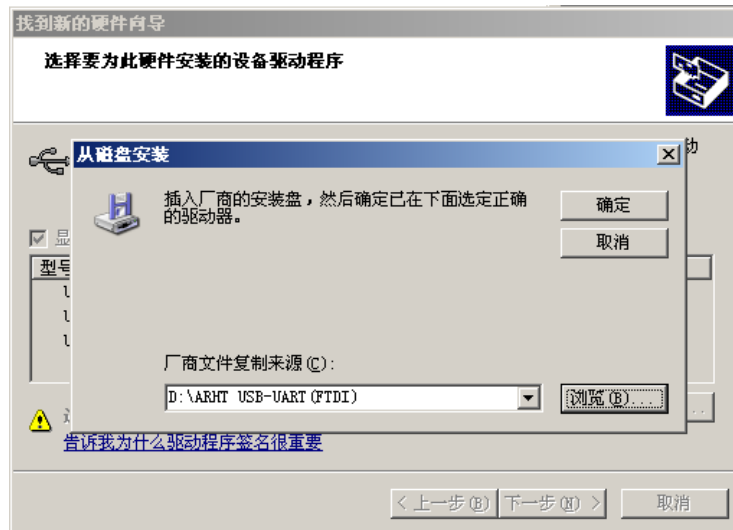 找到新的硬件向导
选择要为此硬件安装的设备驱动程序
从磁盘安装
插入厂商的安装盘，然后确定已在下面选定正确
的驱动器。
确定
取消
显
型号
厂商文件复制来源(C):
D:\ARHT USB-UART(FTDI)
浏览(B)...
告诉我为什么驱动程序签名很重要
< 上一步(B)
下一步(N) >
取消